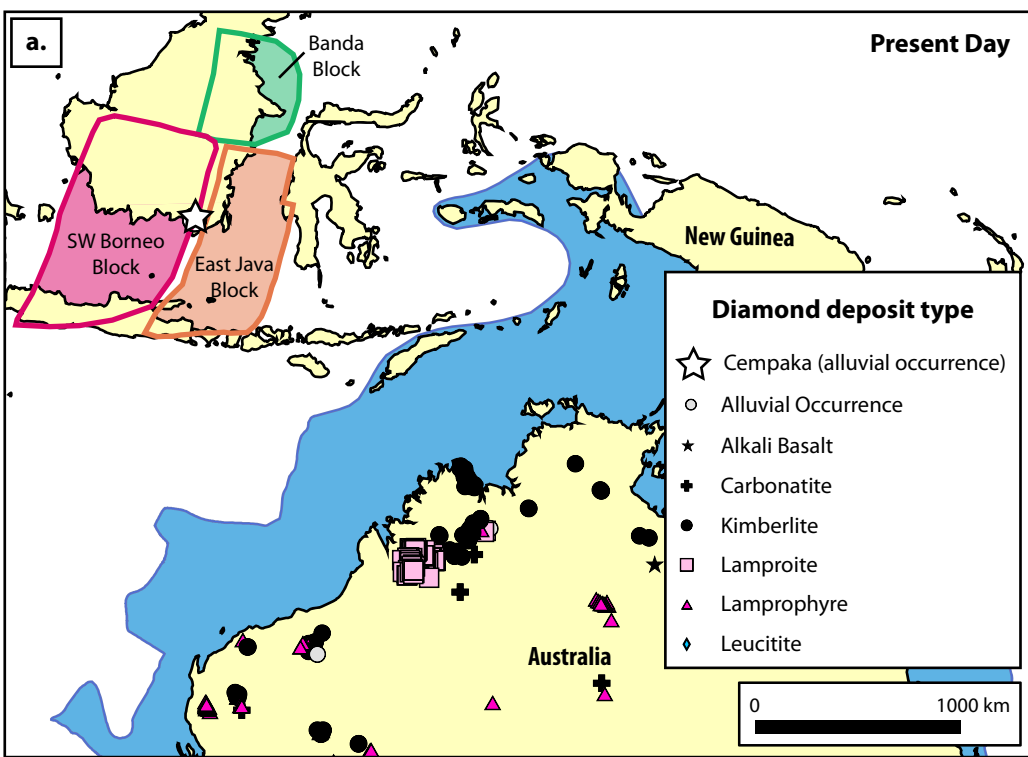 a.
Present Day
Banda
Block
SW Borneo
Block
East Java
Block
New Guinea
Diamond deposit type
Cempaka (alluvial occurrence)
Alluvial Occurrence
Alkali Basalt
Carbonatite
Kimberlite
Lamproite
Lamprophyre
Leucitite
Australia
0
1000 km